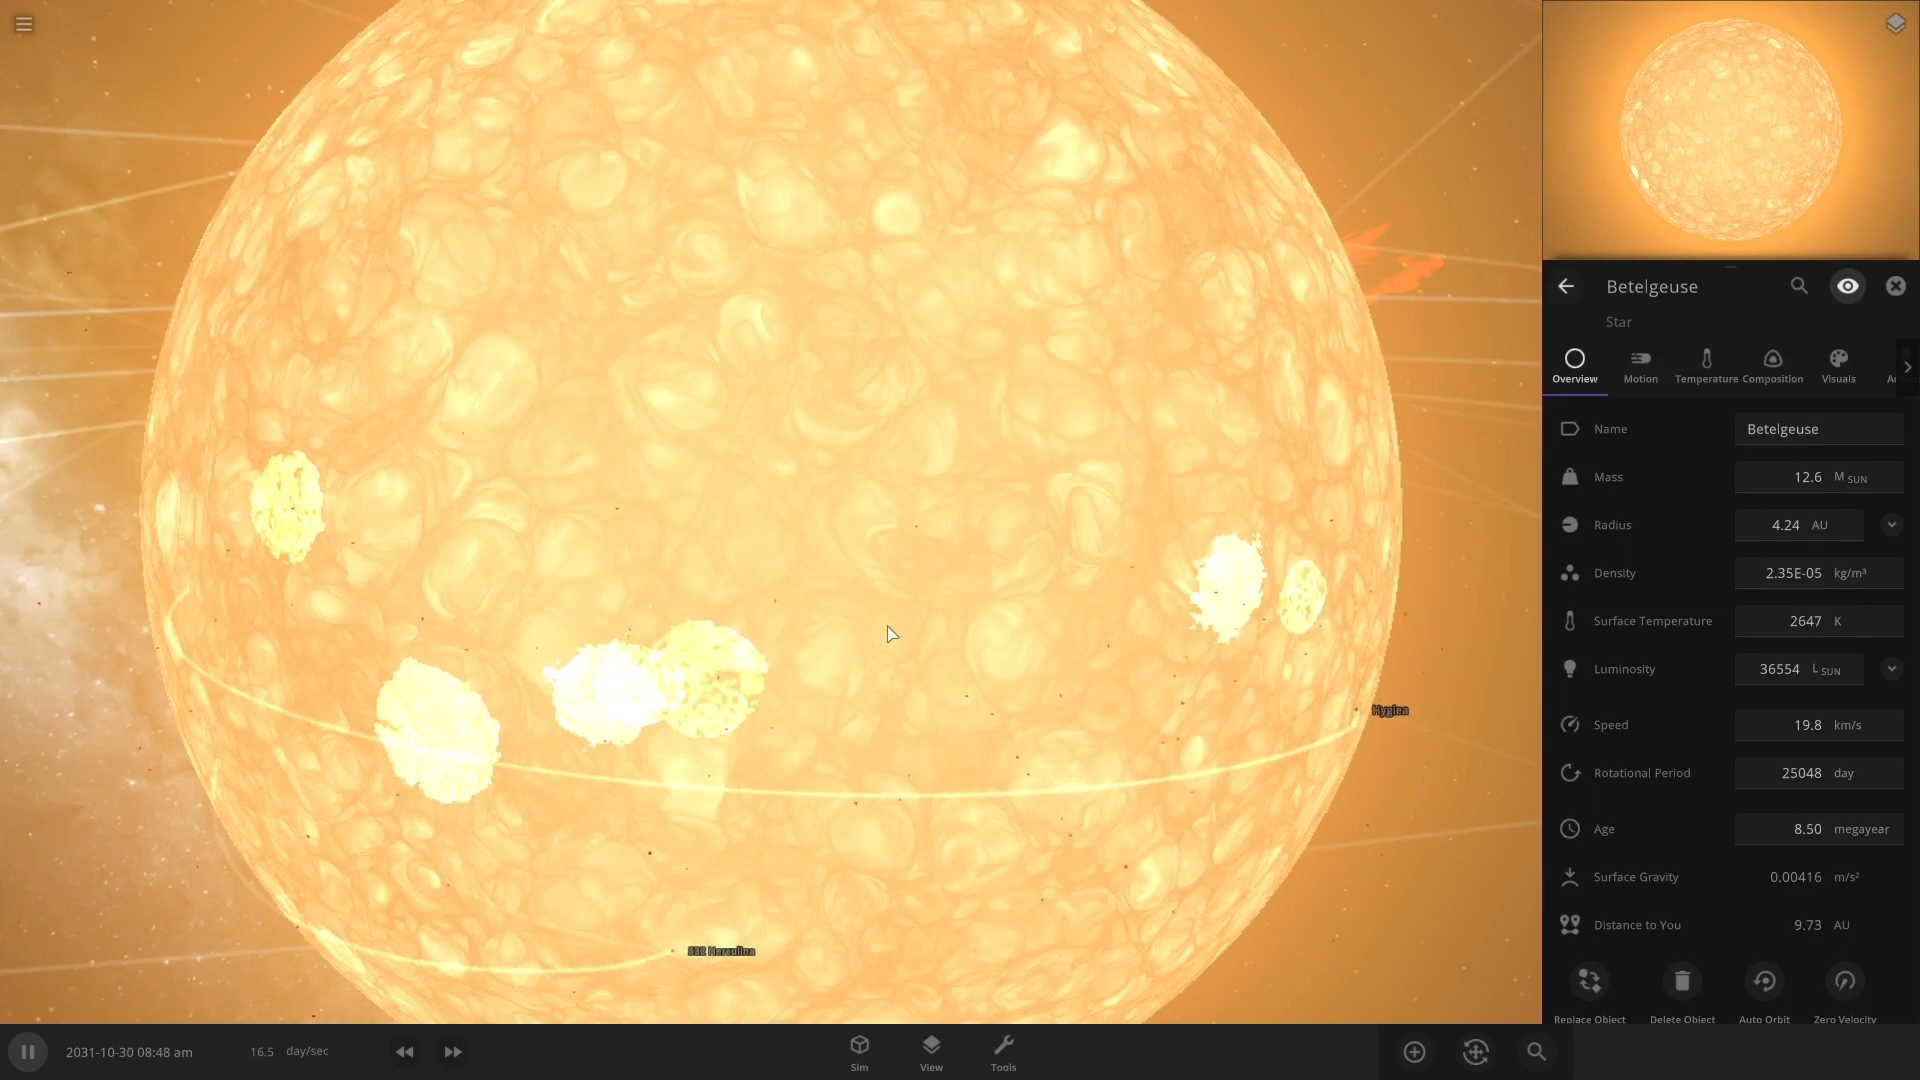 Betelgeuse
Star
Overview
Motion
Temperature
Composition
Visuals
Name
Betelgeuse
Mass
12.6 M SUN
Radius
4.24 AU
Density
2.35E-05 kg/m³
Surface Temperature
2647 K
Luminosity
36554 L SUN
Speed
19.8 km/s
Rotational Period
25048 day
Age
8.50 megayear
Surface Gravity
0.00416 m/s²
Distance to You
9.73 AU
Replace Object
Delete Object
Auto Orbit
Zero Velocity
Hygiea
532 Herculina
2031-10-30 08:48 am
16.5 day/sec
Sim
View
Tools